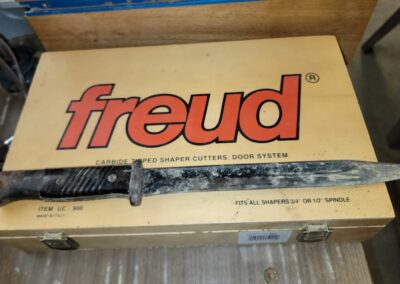 freud®
CARBIDE TIPPED SHAPER CUTTERS, DOOR SYSTEM
ITEM UC - 900
MADE IN ITALY
FITS ALL SHAPERS 3/4" OR 1/2" SPINDLE